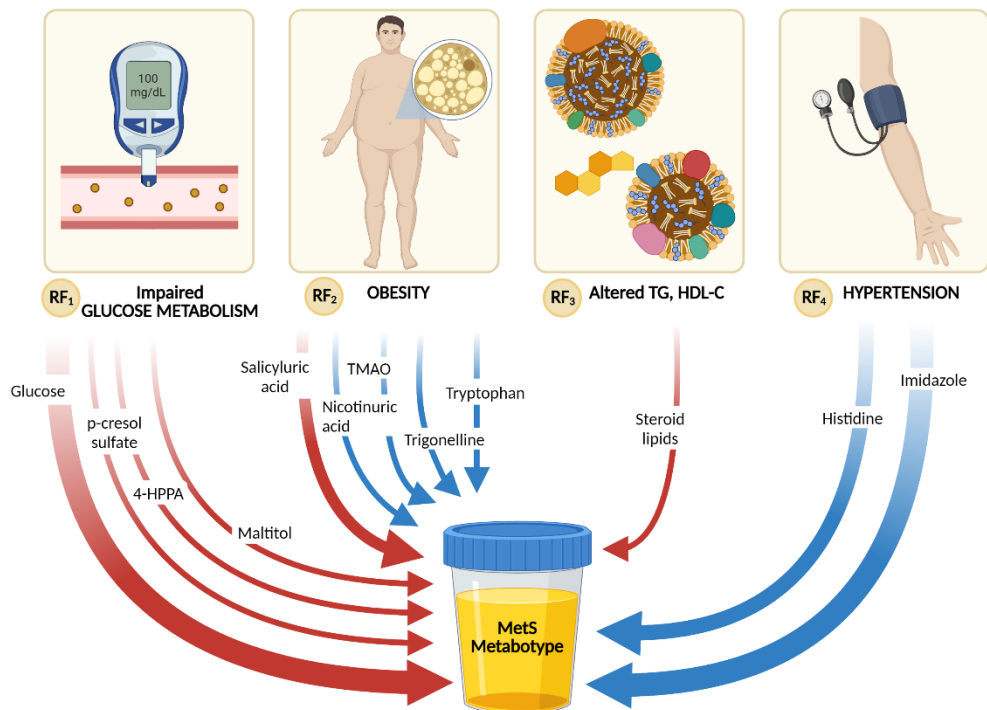 100
mg/dL
RF1
Impaired
GLUCOSE METABOLISM
RF2
OBESITY
RF3
Altered TG, HDL-C
RF4
HYPERTENSION
Glucose
p-cresol
sulfate
4-HPPA
Maltitol
Salicyluric
acid
Nicotinuric
acid
TMAO
Trigonelline
Tryptophan
Steroid
lipids
Histidine
Imidazole
MetS
Metabotype